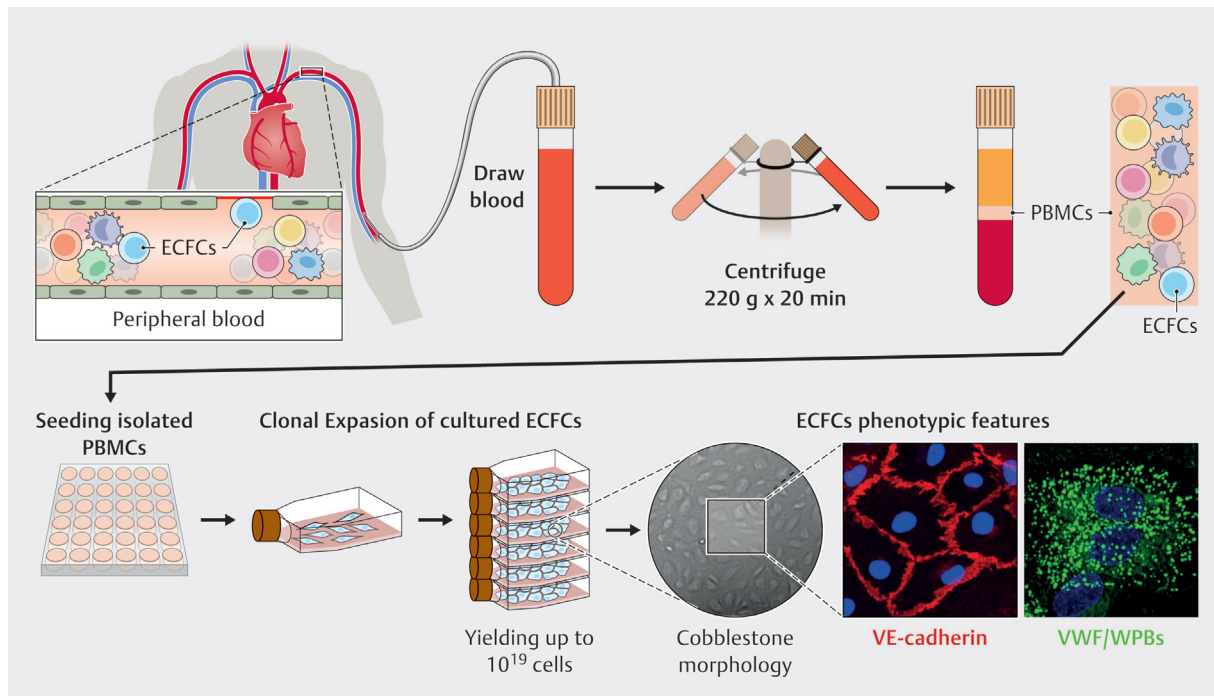 Draw
blood
ECFCs
Peripheral blood
Centrifuge
220 g x 20 min
PBMCs
ECFCs
Seeding isolated
PBMCs
Clonal Expasion of cultured ECFCs
Yielding up to
10¹⁹ cells
ECFCs phenotypic features
Cobblestone
morphology
VE-cadherin
VWF/WPBs